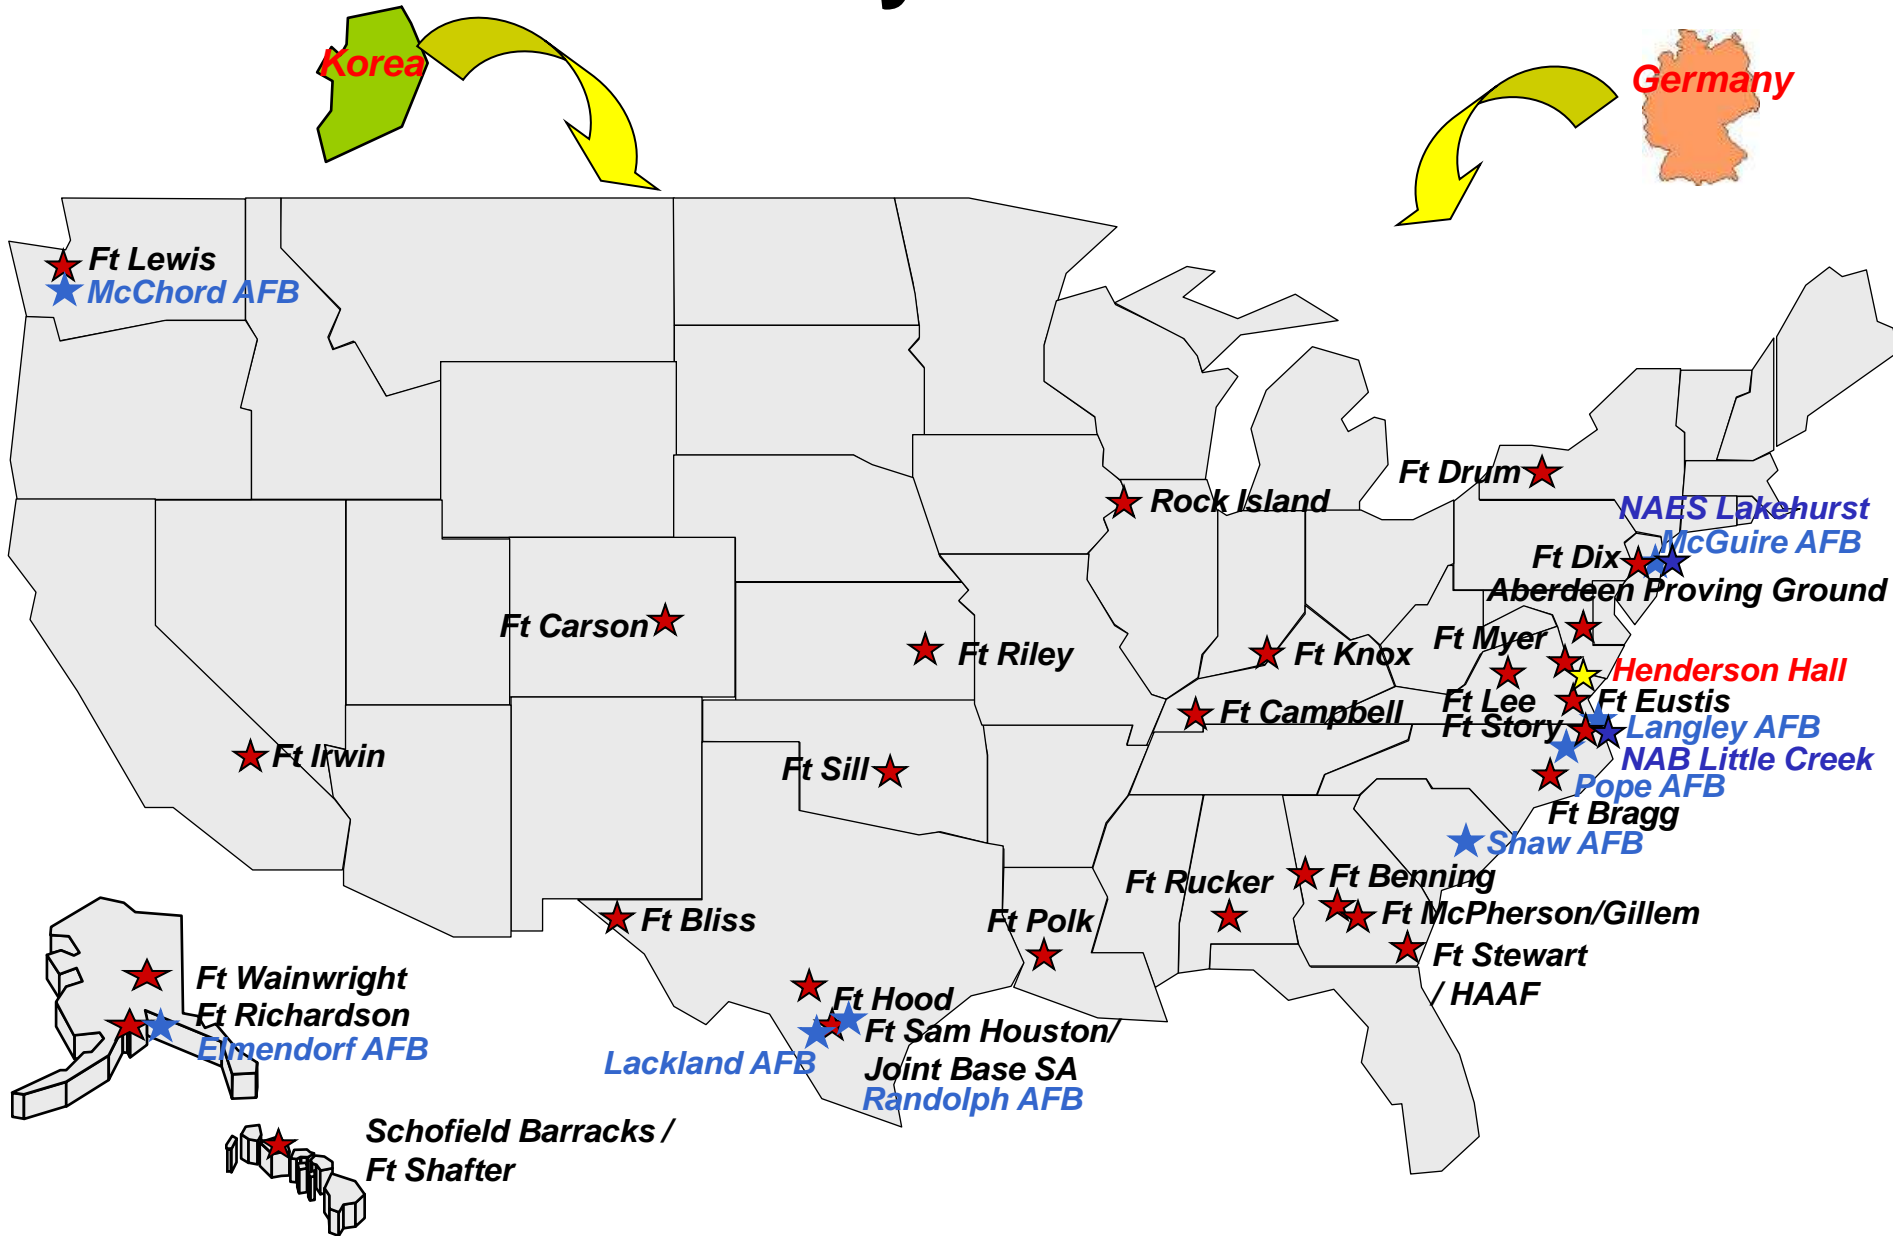 Korea
Germany
Ft Lewis
McChord AFB
Ft Drum
Rock Island
NAES Lakehurst
McGuire AFB
Ft Dix
Aberdeen Proving Ground
Ft Carson
Ft Riley
Ft Knox
Ft Myer
Henderson Hall
Ft Lee
Ft Eustis
Ft Campbell
Ft Story
Langley AFB
NAB Little Creek
Ft Irwin
Ft Sill
Pope AFB
Ft Bragg
Shaw AFB
Ft Rucker
Ft Benning
Ft Bliss
Ft Polk
Ft McPherson/Gillem
Ft Stewart
/ HAAF
Ft Wainwright
Ft Richardson
Elmendorf AFB
Ft Hood
Ft Sam Houston/
Joint Base SA
Lackland AFB
Randolph AFB
Schofield Barracks /
Ft Shafter